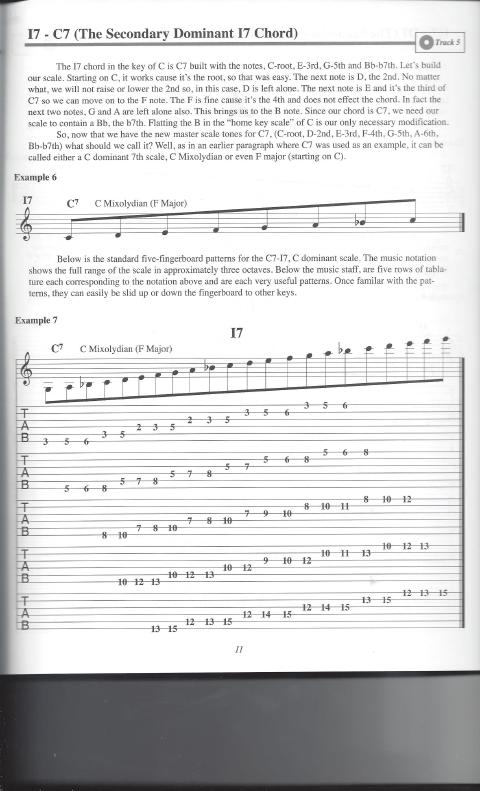 I7 - C7 (The Secondary Dominant I7 Chord)
Track 5
The I7 chord in the key of C is C7 built with the notes, C-root, E-3rd, G-5th and Bb-b7th. Let's build
our scale. Starting on C, it works cause it's the root, so that was easy. The next note is D, the 2nd. No matter
what, we will not raise or lower the 2nd so, in this case, D is left alone. The next note is E and it's the third of
C7 so we can move on to the F note. The F is fine cause it's the 4th and does not effect the chord. In fact the
next two notes, G and A are left alone also. This brings us to the B note. Since our chord is C7, we need our
scale to contain a Bb, the b7th. Flatting the B in the "home key scale" of C is our only necessary modification.
So, now that we have the new master scale tones for C7, (C-root, D-2nd, E-3rd, F-4th, G-5th, A-6th,
Bb-b7th) what should we call it? Well, as in an earlier paragraph where C7 was used as an example, it can be
called either a C dominant 7th scale, C Mixolydian or even F major (starting on C).
Example 6
I7
C7 C Mixolydian (F Major)
Below is the standard five-fingerboard patterns for the C7-I7, C dominant scale. The music notation
shows the full range of the scale in approximately three octaves. Below the music staff, are five rows of tabla-
ture each corresponding to the notation above and are each very useful patterns. Once familar with the pat-
terns, they can easily be slid up or down the fingerboard to other keys.
Example 7
I7
C7 C Mixolydian (F Major)
TAB 3 5 6 3 5 2 3 5 2 3 5 3 5 6 3 5 6
TAB 5 6 8 5 7 8 5 7 8 5 7 5 6 8 5 6 8
TAB 8 10 7 8 10 7 8 10 7 9 10 8 10 11 8 10 12
TAB 10 12 13 10 12 13 10 12 9 10 12 10 11 13 10 12 13
TAB 13 15 12 13 15 12 14 15 12 14 15 13 15 12 13 15
11